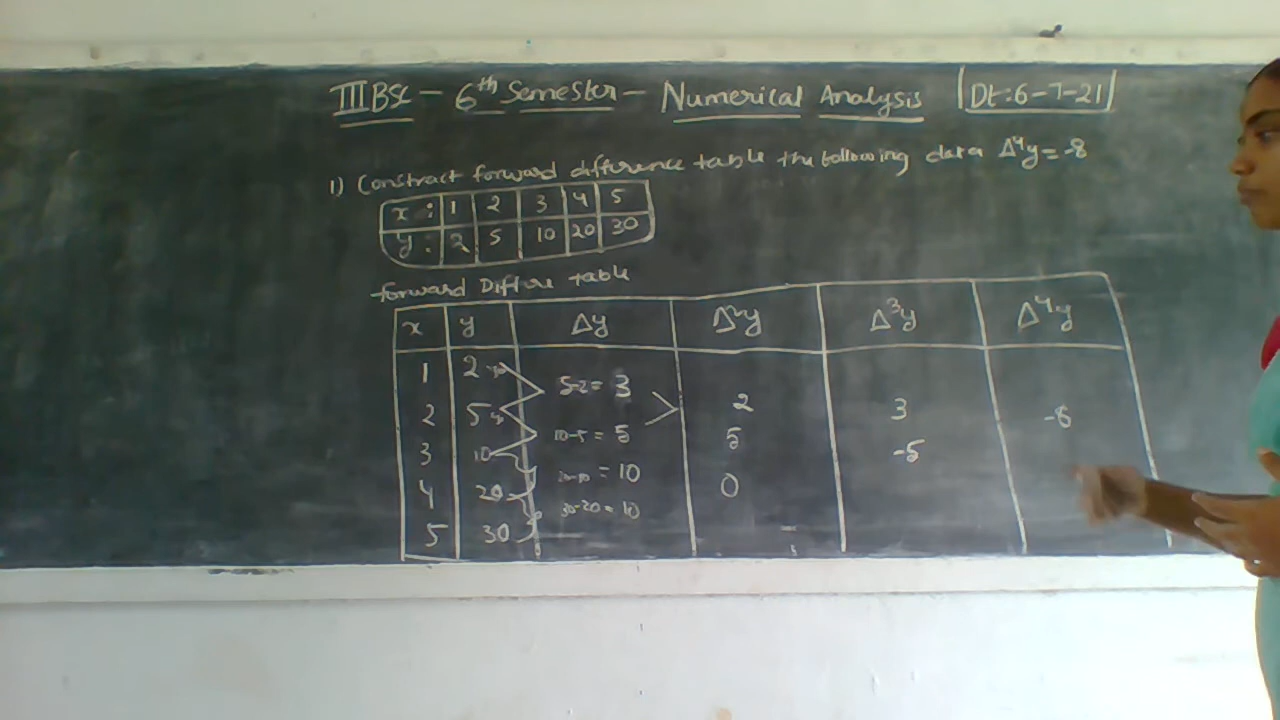 III BSc - 6th Semester - Numerical Analysis Dt:6-7-21
1) Constract forward difference table the following data Δ⁴y=-8
x : 1 2 3 4 5
y : 2 5 10 20 30
forward Differe table
x y Δy Δ²y Δ³y Δ⁴y
1 2 5-2= 3
2 5 2 3 -8
10-5 = 5 5 -5
3 10
20-10 = 10 0
4 20
30-20 = 10
5 30